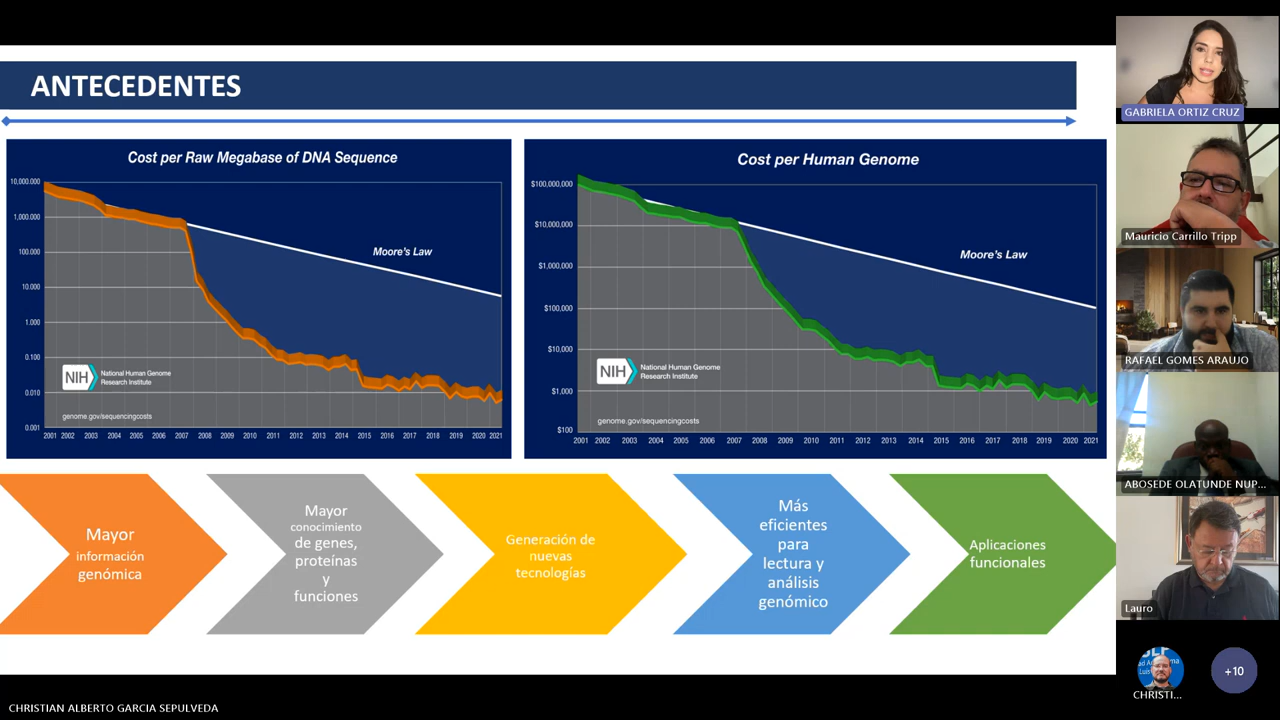 ANTECEDENTES
Cost per Raw Megabase of DNA Sequence
10,000.000
1,000.000
100.000
10.000
1.000
0.100
0.010
0.001
Moore's Law
NIH
National Human Genome
Research Institute
genome.gov/sequencingcosts
2001 2002 2003 2004 2005 2006 2007 2008 2009 2010 2011 2012 2013 2014 2015 2016 2017 2018 2019 2020 2021
Cost per Human Genome
$100,000,000
$10,000,000
$1,000,000
$100,000
$10,000
$1,000
$100
Moore's Law
NIH
National Human Genome
Research Institute
genome.gov/sequencingcosts
2001 2002 2003 2004 2005 2006 2007 2008 2009 2010 2011 2012 2013 2014 2015 2016 2017 2018 2019 2020 2021
Mayor
información
genómica
Mayor
conocimiento
de genes,
proteínas
y
funciones
Generación de
nuevas
tecnologías
Más
eficientes
para
lectura y
análisis
genómico
Aplicaciones
funcionales
GABRIELA ORTIZ CRUZ
Mauricio Carrillo Tripp
RAFAEL GOMES ARAUJO
ABOSEDE OLATUNDE NUP...
Lauro
CHRISTI...
+10
CHRISTIAN ALBERTO GARCIA SEPULVEDA